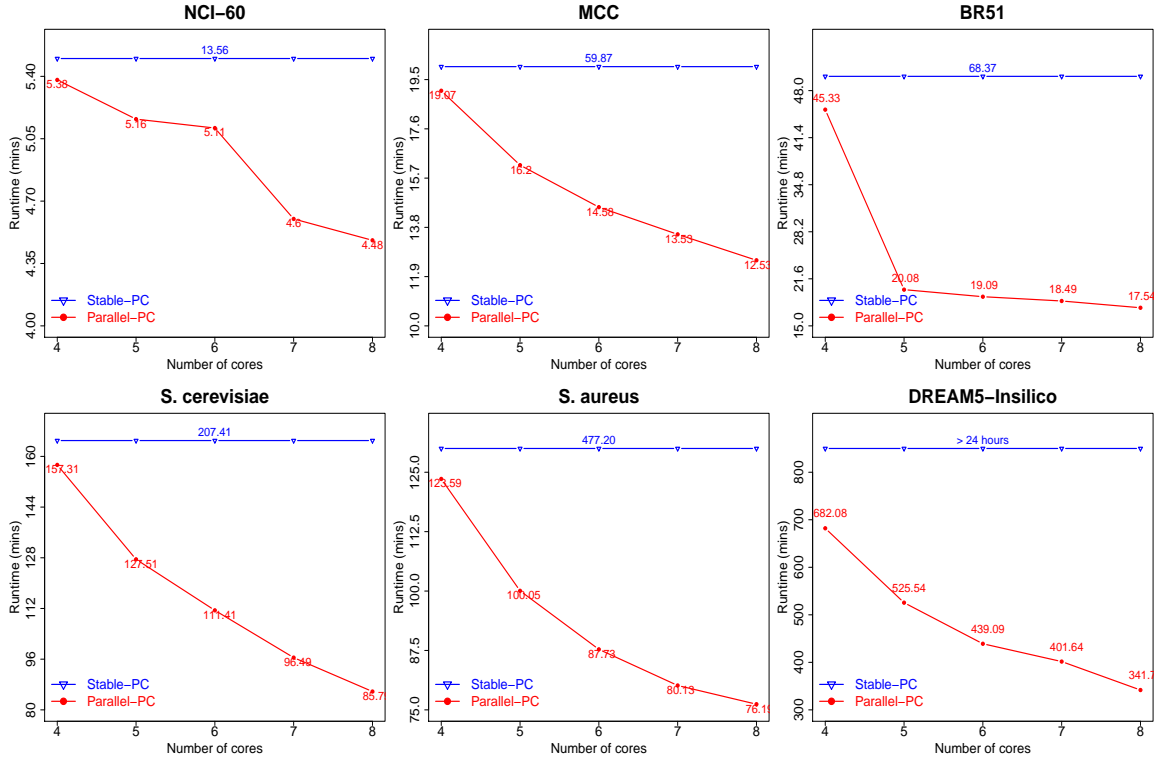 NCI−60
13.56
5.38
5.16
5.11
4.6
4.48
5.40
5.05
4.70
4.35
4.00
Runtime (mins)
Stable−PC
Parallel−PC
4 5 6 7 8
Number of cores
MCC
59.87
19.07
16.2
14.58
13.53
12.53
19.5
17.6
15.7
13.8
11.9
10.0
Runtime (mins)
Stable−PC
Parallel−PC
4 5 6 7 8
Number of cores
BR51
68.37
45.33
20.08
19.09
18.49
17.54
48.0
41.4
34.8
28.2
21.6
15.0
Runtime (mins)
Stable−PC
Parallel−PC
4 5 6 7 8
Number of cores
S. cerevisiae
207.41
157.31
127.51
111.41
96.49
160
144
128
112
96
80
Runtime (mins)
Stable−PC
Parallel−PC
4 5 6 7 8
Number of cores
S. aureus
477.20
123.59
100.05
87.73
80.13
76.19
125.0
112.5
100.0
87.5
75.0
Runtime (mins)
Stable−PC
Parallel−PC
4 5 6 7 8
Number of cores
DREAM5−Insilico
> 24 hours
682.08
525.54
439.09
401.64
341.7
800
700
600
500
400
300
Runtime (mins)
Stable−PC
Parallel−PC
4 5 6 7 8
Number of cores